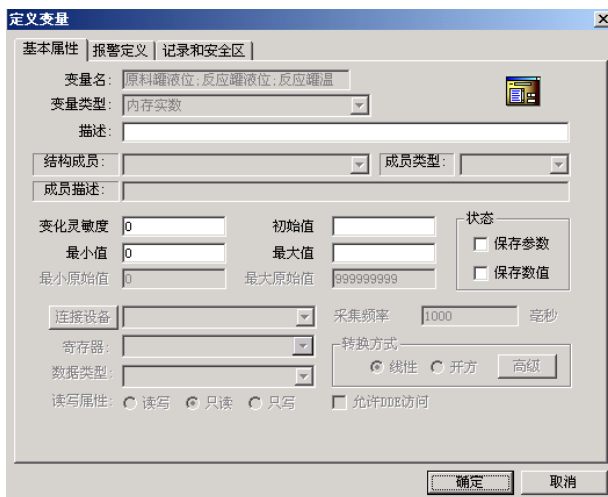 定义变量
基本属性 报警定义 记录和安全区
变量名: 原料罐液位;反应罐液位;反应罐温
变量类型: 内存实数
描述:
结构成员: 成员类型:
成员描述:
变化灵敏度 0 初始值 状态
最小值 0 最大值 保存参数
最小原始值 0 最大原始值 999999999 保存数值
连接设备 采集频率 1000 毫秒
寄存器: 转换方式
数据类型: 线性 开方 高级
读写属性: 读写 只读 只写 允许DDE访问
确定 取消